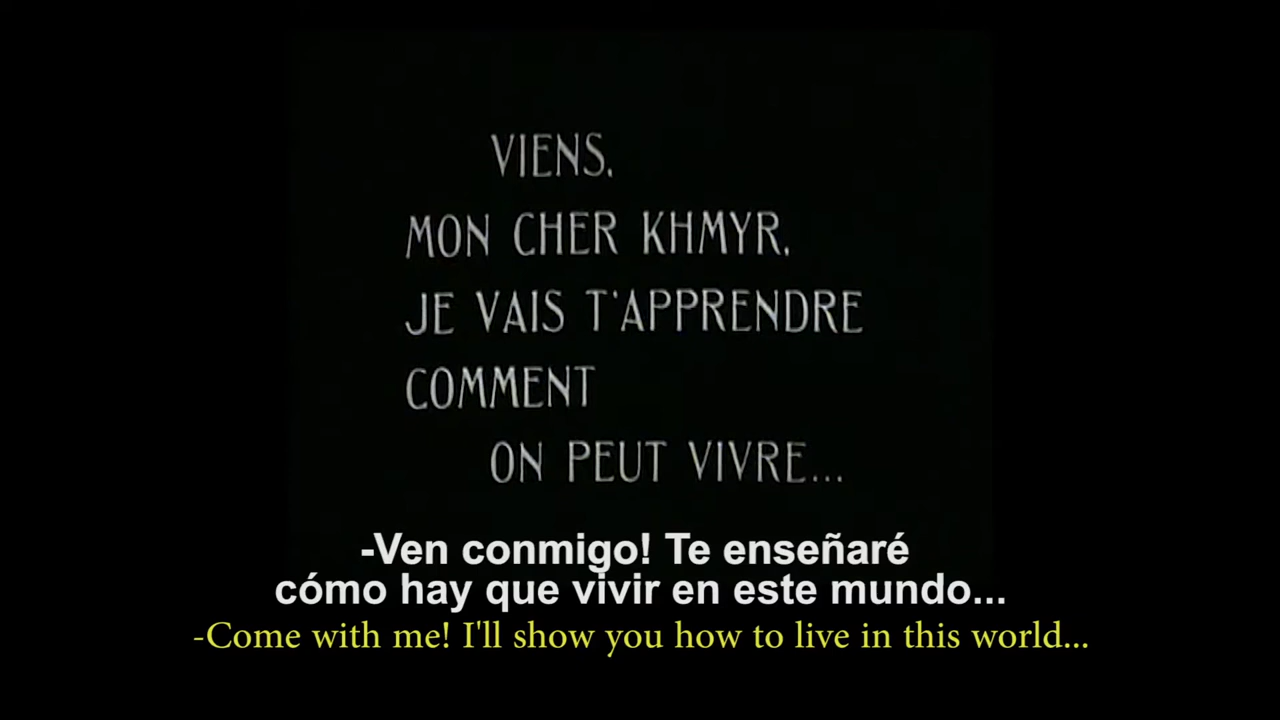 VIENS,
MON CHER KHMYR,
JE VAIS T'APPRENDRE
COMMENT
ON PEUT VIVRE...
-Ven conmigo! Te enseñaré
cómo hay que vivir en este mundo...
-Come with me! I'll show you how to live in this world...